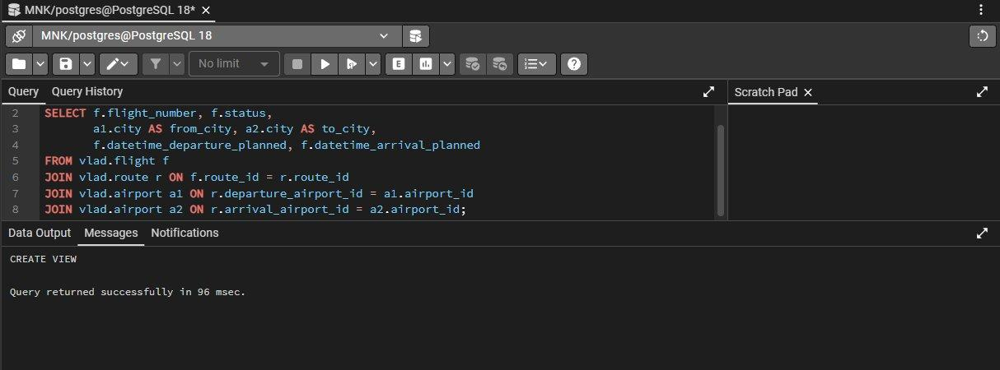 MNK/postgres@PostgreSQL 18* ×
MNK/postgres@PostgreSQL 18
No limit
E
Query Query History
Scratch Pad ×
2 SELECT f.flight_number, f.status,
3 a1.city AS from_city, a2.city AS to_city,
4 f.datetime_departure_planned, f.datetime_arrival_planned
5 FROM vlad.flight f
6 JOIN vlad.route r ON f.route_id = r.route_id
7 JOIN vlad.airport a1 ON r.departure_airport_id = a1.airport_id
8 JOIN vlad.airport a2 ON r.arrival_airport_id = a2.airport_id;
Data Output Messages Notifications
CREATE VIEW
Query returned successfully in 96 msec.